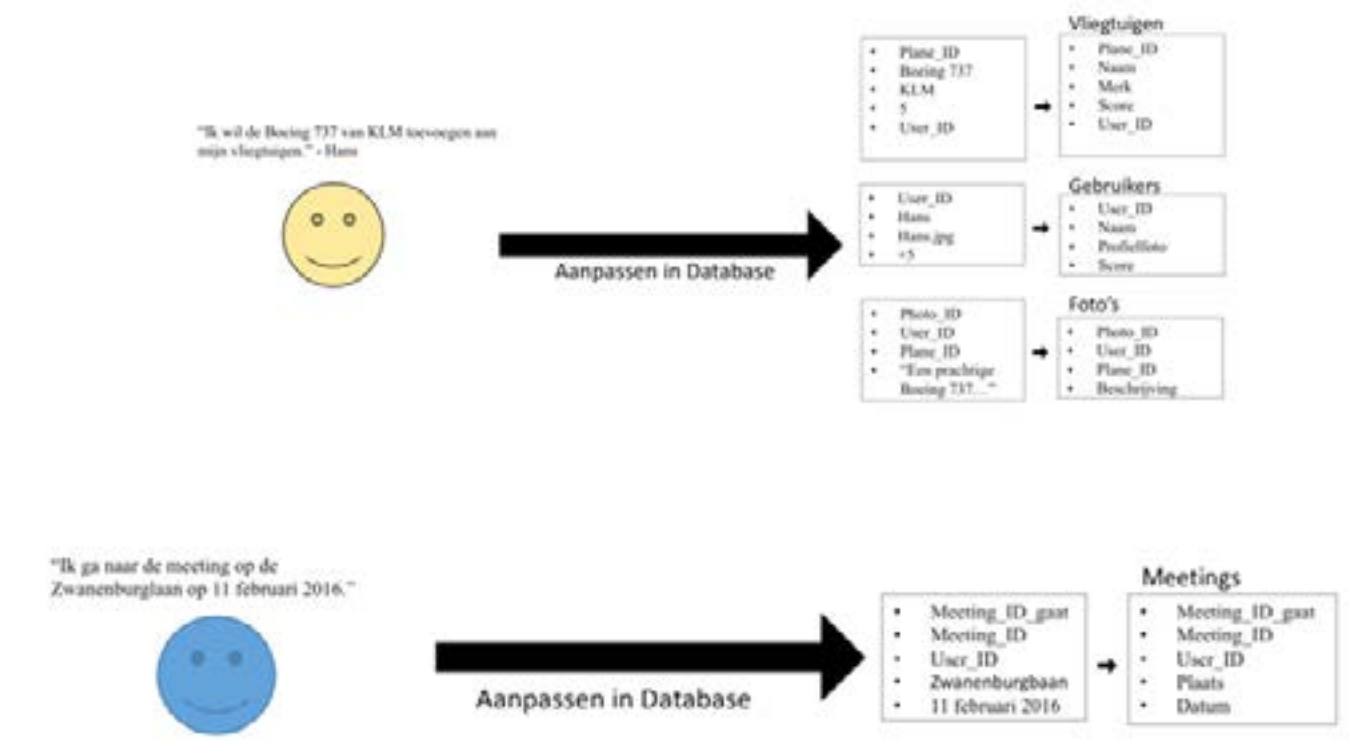 Vliegtuigen
• Plane_ID
• Boeing 737
• KLM
• 5
• User_ID
• Plane_ID
• Naam
• Merk
• Score
• User_ID
"Ik wil de Boeing 737 van KLM toevoegen aan
mijn vliegtuigen." - Hans
Aanpassen in Database
Gebruikers
• User_ID
• Hans
• Hans.jpg
• +5
• User_ID
• Naam
• Profielfoto
• Score
Foto's
• Photo_ID
• User_ID
• Plane_ID
• "Een prachtige
Boeing 737..."
• Photo_ID
• User_ID
• Plane_ID
• Beschrijving
"Ik ga naar de meeting op de
Zwanenburglaan op 11 februari 2016."
Aanpassen in Database
Meetings
• Meeting_ID_gaat
• Meeting_ID
• User_ID
• Zwanenburgbaan
• 11 februari 2016
• Meeting_ID_gaat
• Meeting_ID
• User_ID
• Plaats
• Datum